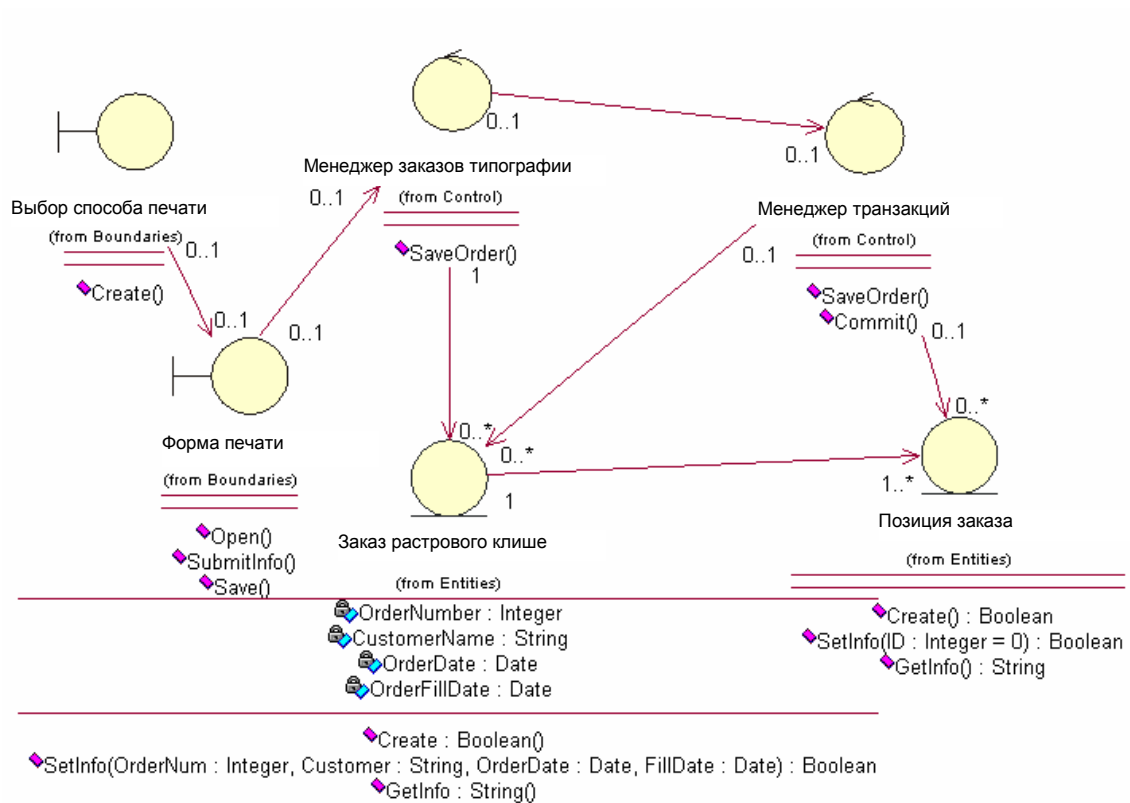 0..1
0..1
Менеджер заказов типографии
(from Control)
SaveOrder()
1
0..1
Выбор способа печати
(from Boundaries)
0..1
Create()
Менеджер транзакций
(from Control)
0..1
SaveOrder()
Commit()
0..1
0..1
0..1
Форма печати
(from Boundaries)
Open()
SubmitInfo()
Save()
0..*
0..*
1
Заказ растрового клише
(from Entities)
OrderNumber : Integer
CustomerName : String
OrderDate : Date
OrderFillDate : Date
Create : Boolean()
SetInfo(OrderNum : Integer, Customer : String, OrderDate : Date, FillDate : Date) : Boolean
GetInfo : String()
0..*
1..*
Позиция заказа
(from Entities)
Create() : Boolean
SetInfo(ID : Integer = 0) : Boolean
GetInfo() : String